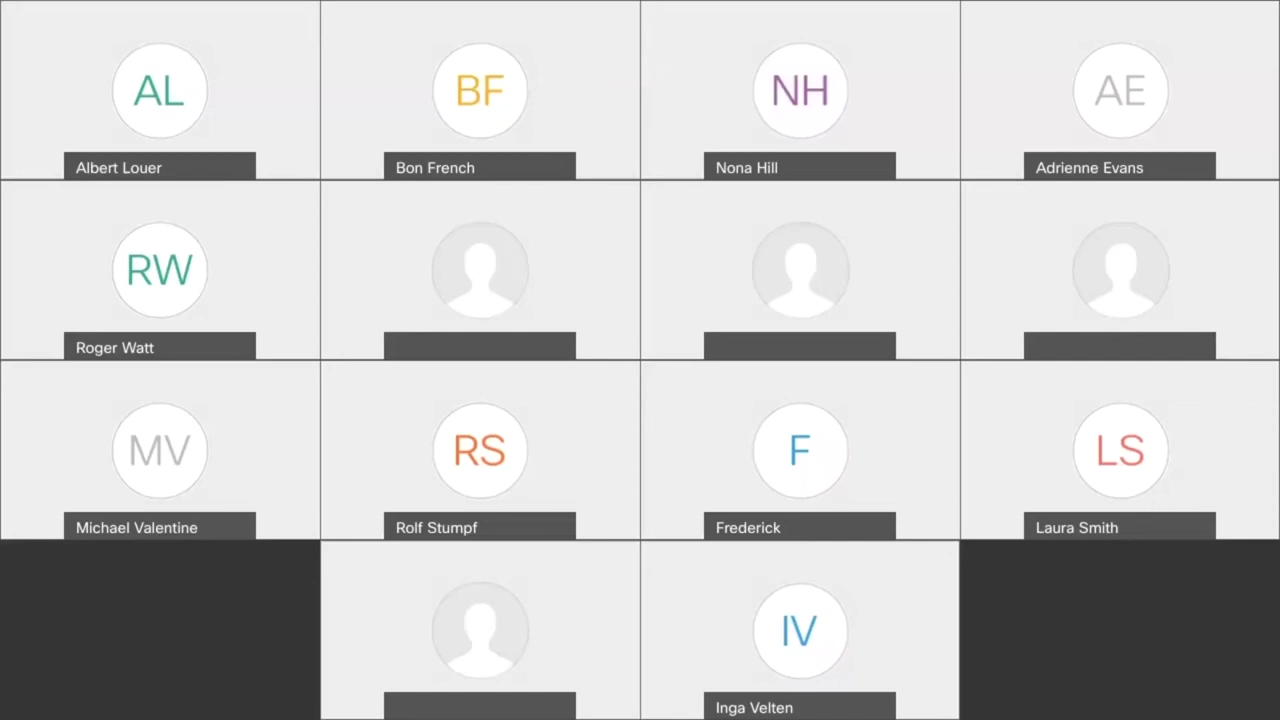 AL
BF
NH
AE
Albert Louer
Bon French
Nona Hill
Adrienne Evans
RW
Roger Watt
MV
RS
F
LS
Michael Valentine
Rolf Stumpf
Frederick
Laura Smith
IV
Inga Velten